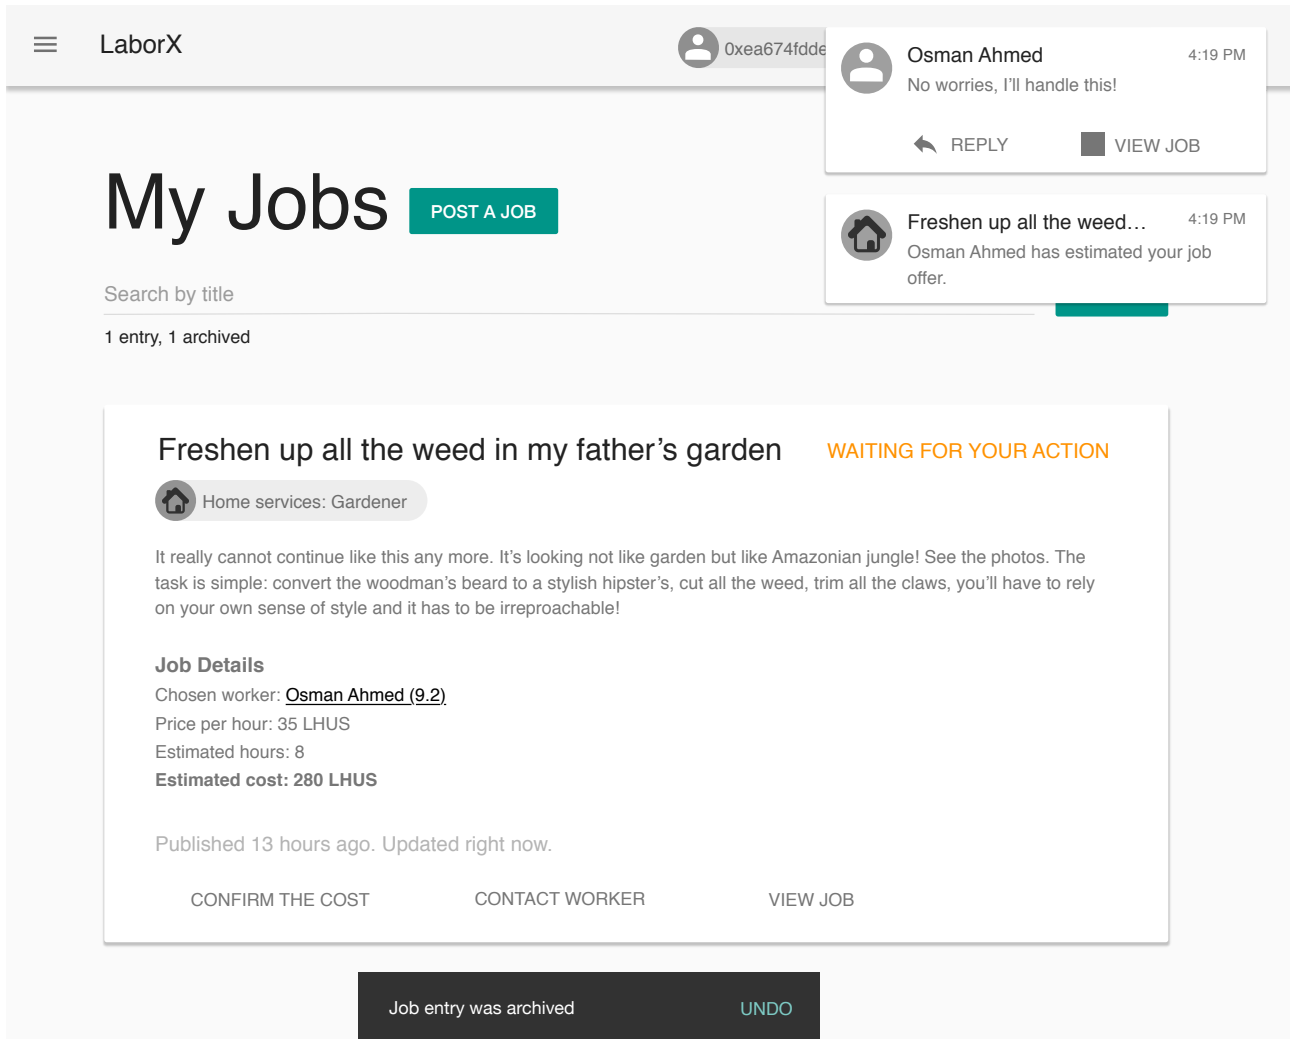 LaborX
0xea674fdde
Osman Ahmed
4:19 PM
No worries, I’ll handle this!
REPLY
VIEW JOB
My Jobs
POST A JOB
Freshen up all the weed…
4:19 PM
Osman Ahmed has estimated your job
offer.
Search by title
1 entry, 1 archived
Freshen up all the weed in my father’s garden
WAITING FOR YOUR ACTION
Home services: Gardener
It really cannot continue like this any more. It’s looking not like garden but like Amazonian jungle! See the photos. The
task is simple: convert the woodman’s beard to a stylish hipster’s, cut all the weed, trim all the claws, you’ll have to rely
on your own sense of style and it has to be irreproachable!
Job Details
Chosen worker: Osman Ahmed (9.2)
Price per hour: 35 LHUS
Estimated hours: 8
Estimated cost: 280 LHUS
Published 13 hours ago. Updated right now.
CONFIRM THE COST
CONTACT WORKER
VIEW JOB
Job entry was archived
UNDO